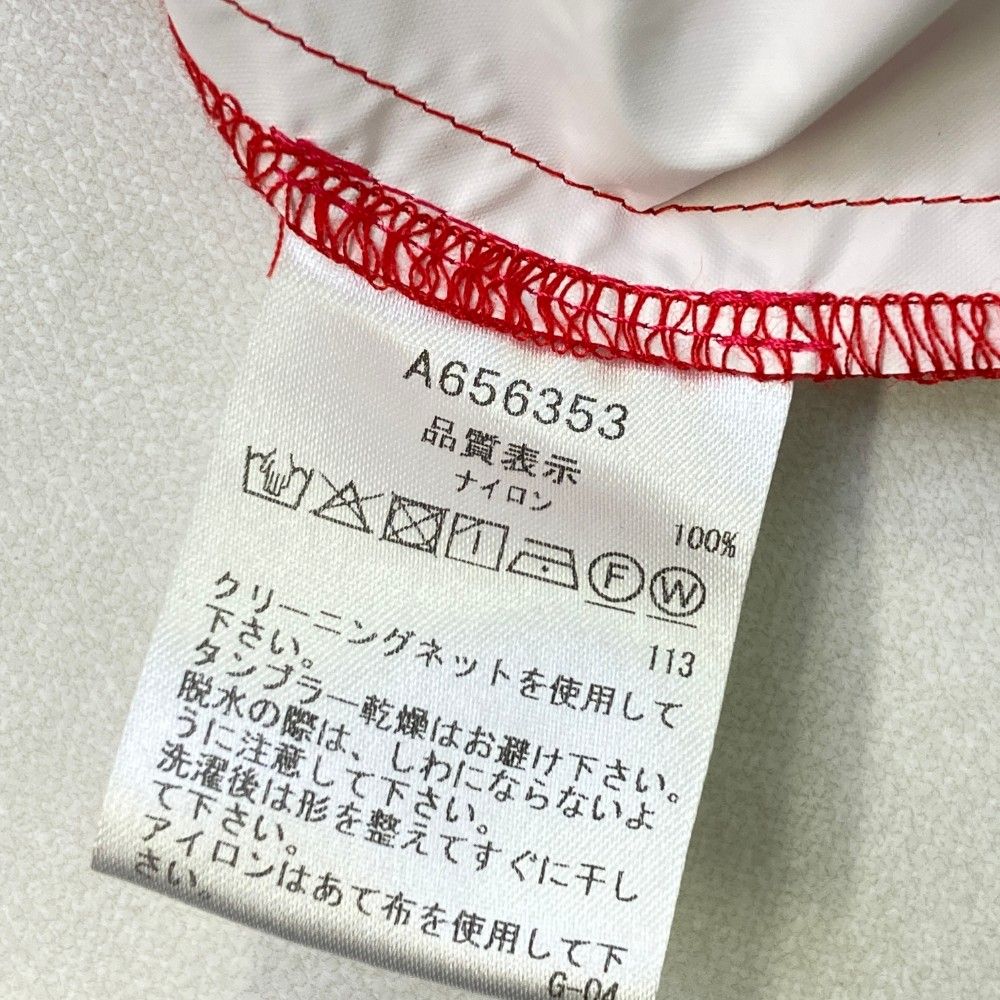 A656353
品質表示
ナイロン 100%
F W
113
クリーニングネットを使用して
下さい。
タンブラー乾燥はお避け下さい。
脱水の際は、しわにならないよ
うに注意して下さい。
洗濯後は形を整えてすぐに干し
て下さい。
アイロンはあて布を使用して下
さい。
G-04